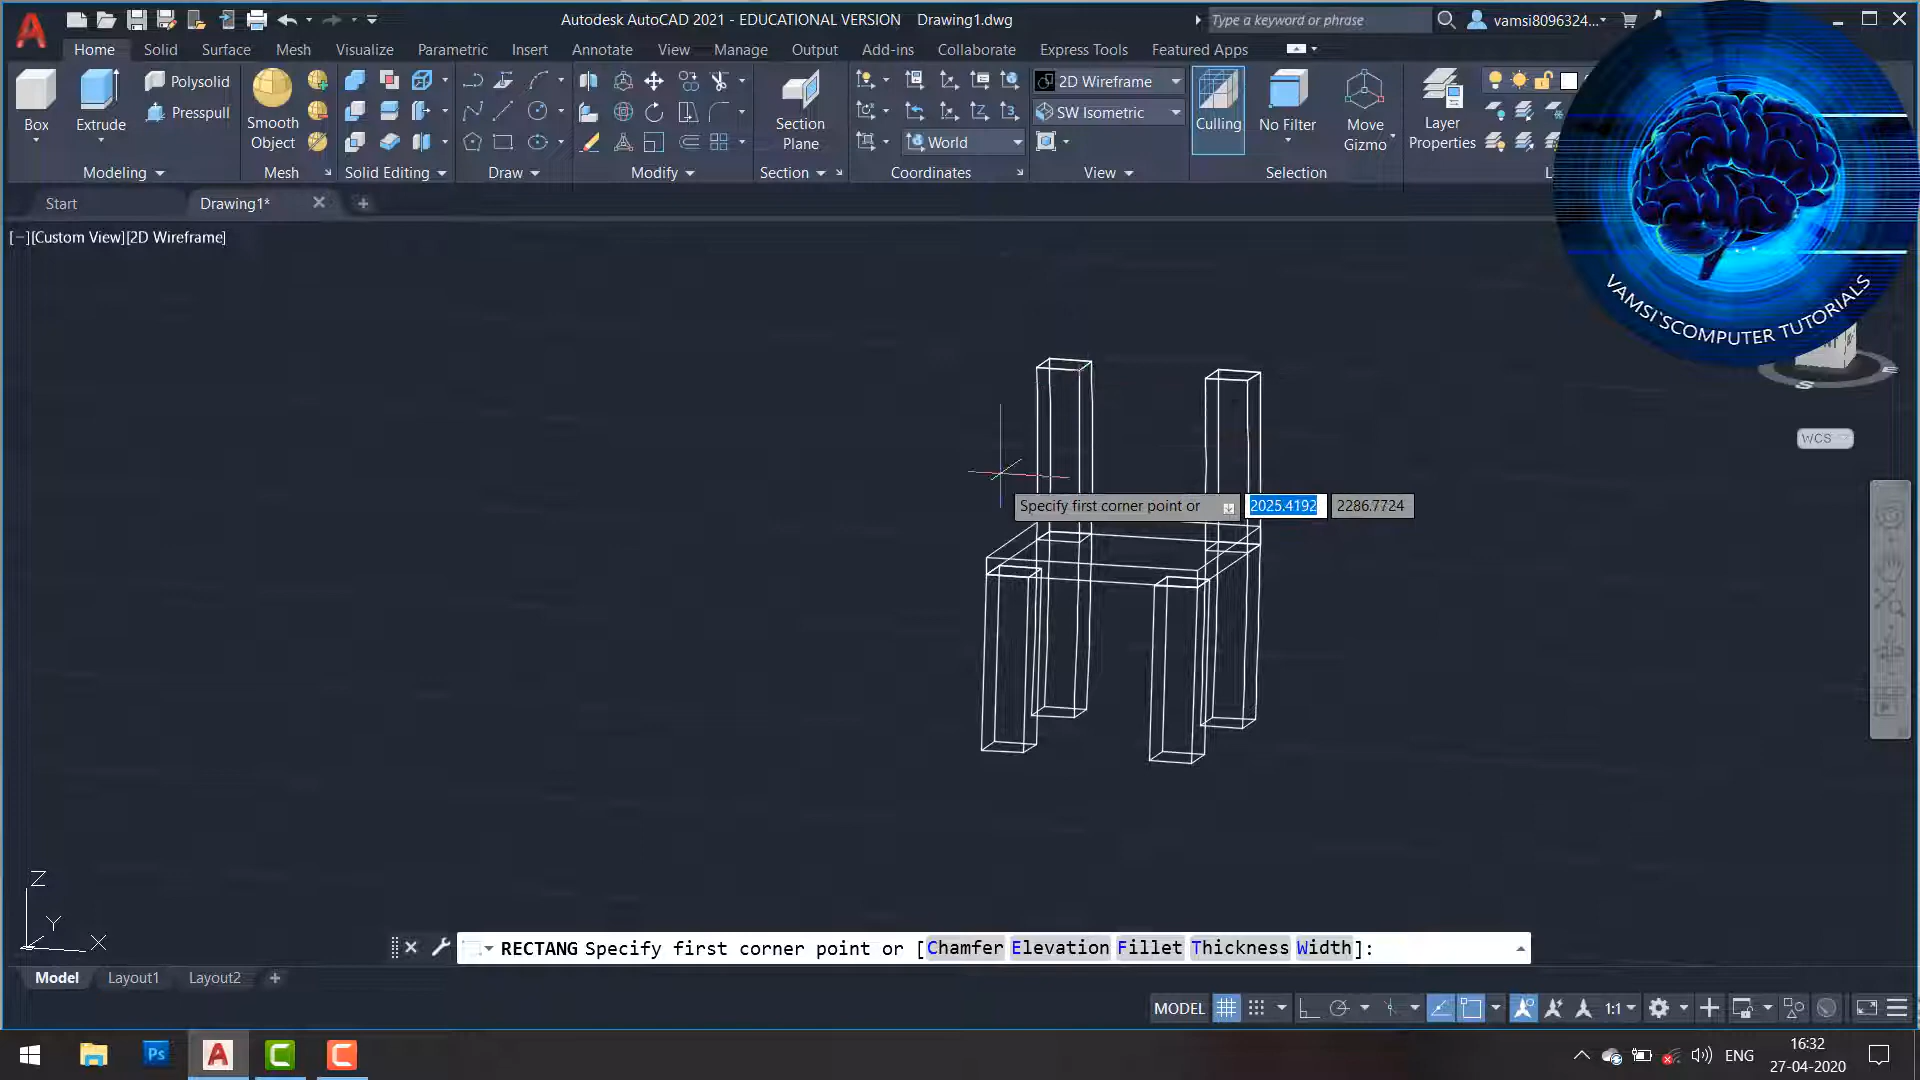 Autodesk AutoCAD 2021 - EDUCATIONAL VERSION Drawing1.dwg
Type a keyword or phrase
vamsi8096324...
Home Solid Surface Mesh Visualize Parametric Insert Annotate View Manage Output Add-ins Collaborate Express Tools Featured Apps
Box
Extrude
Polysolid
Presspull
Smooth
Object
Section
Plane
World
2D Wireframe
SW Isometric
Culling
No Filter
Move
Gizmo
Layer
Properties
Modeling Mesh Solid Editing Draw Modify Section Coordinates View Selection
Start Drawing1*
VAMSI`SCOMPUTER TUTORIALS
[−][Custom View][2D Wireframe]
S
E
WCS
Specify first corner point or 2025.4192 2286.7724
Z
Y
X
RECTANG Specify first corner point or [Chamfer Elevation Fillet Thickness Width]:
Model Layout1 Layout2 +
MODEL 1:1
Ps
ENG
16:32
27-04-2020